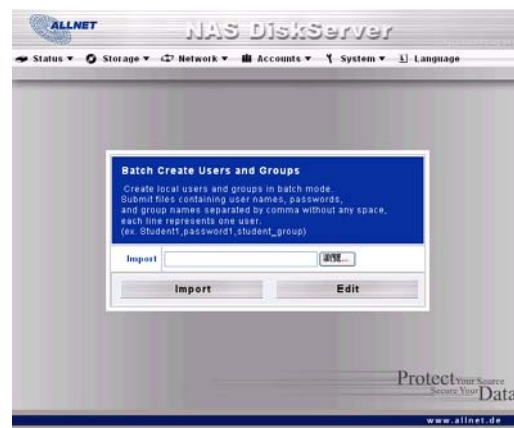 ALLNET
NAS DiskServer
Status Storage Network Accounts System Language
Batch Create Users and Groups
Create local users and groups in batch mode.
Submit files containing user names, passwords,
and group names separated by comma without any space,
each line represents one user.
(ex. Student1,password1,student_group)
Import
Import Edit
Protect Your Source
Secure Your Data
www.allnet.de